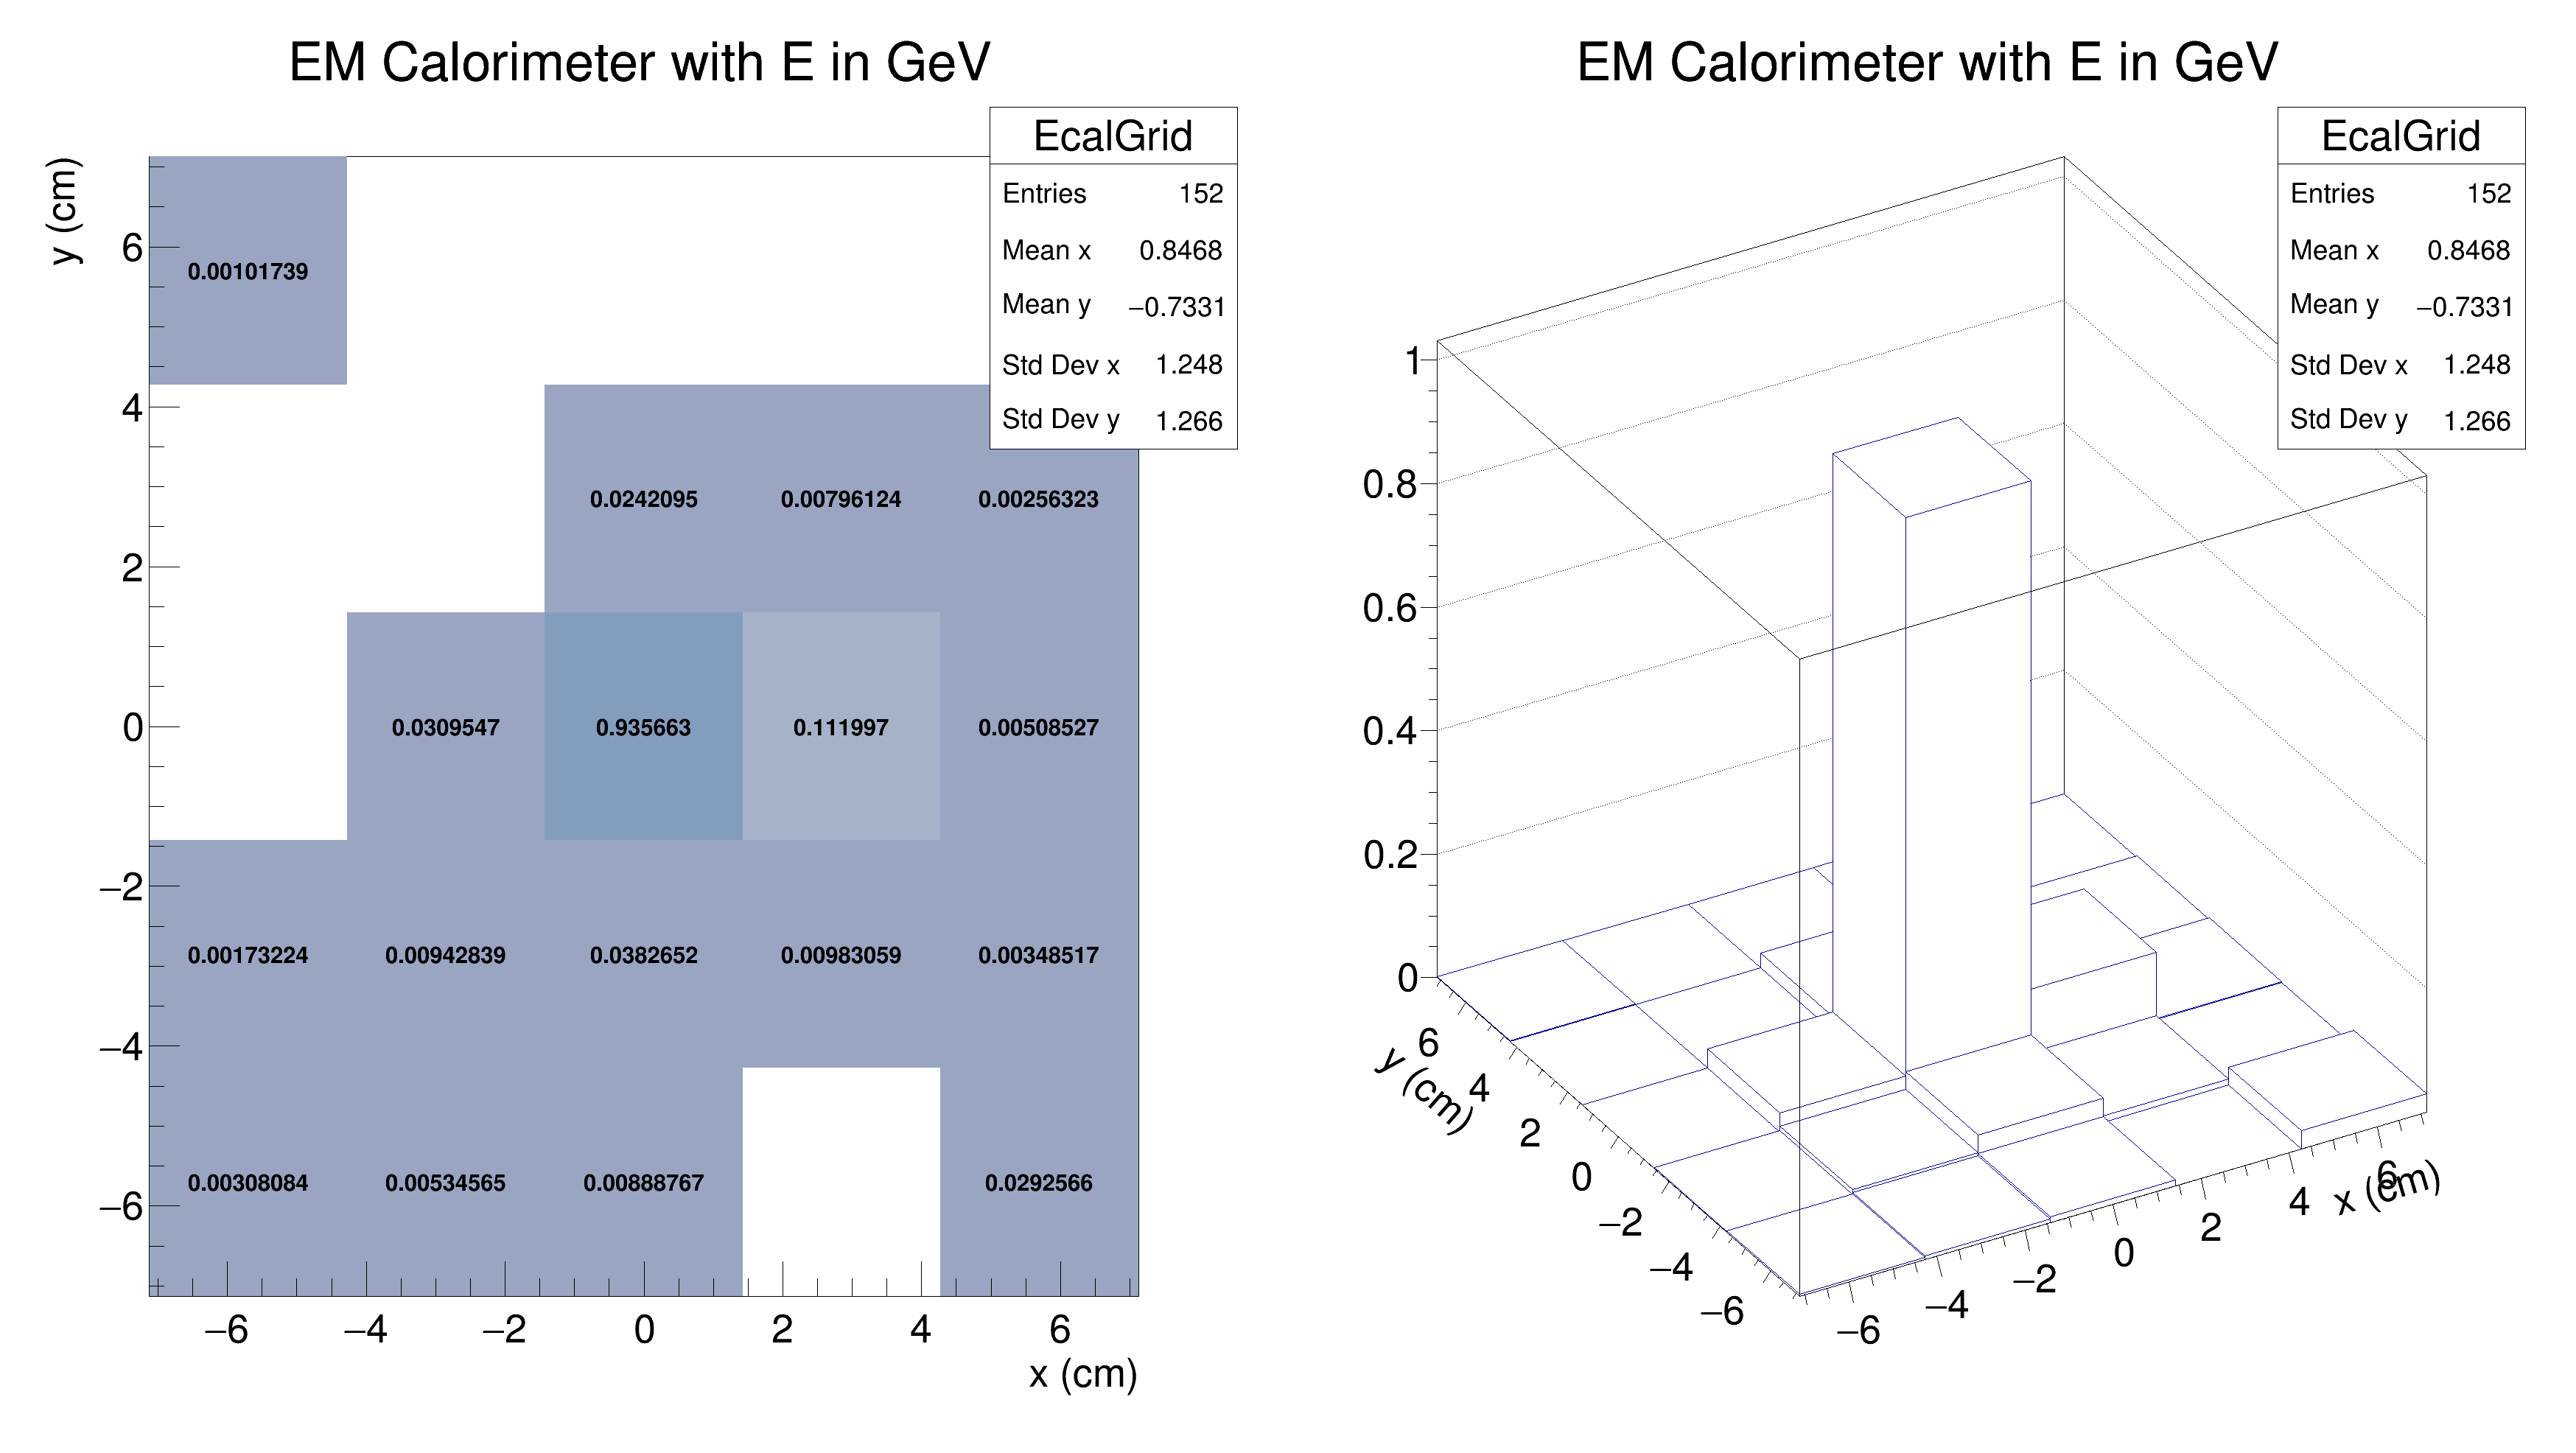 EM Calorimeter with E in GeV
EcalGrid
Entries 152
Mean x 0.8468
Mean y −0.7331
Std Dev x 1.248
Std Dev y 1.266
y (cm)
6
4
2
0
−2
−4
−6
0.00101739
0.0242095 0.00796124 0.00256323
0.0309547 0.935663 0.111997 0.00508527
0.00173224 0.00942839 0.0382652 0.00983059 0.00348517
0.00308084 0.00534565 0.00888767 0.0292566
−6 −4 −2 0 2 4 6
x (cm)
EM Calorimeter with E in GeV
EcalGrid
Entries 152
Mean x 0.8468
Mean y −0.7331
Std Dev x 1.248
Std Dev y 1.266
1
0.8
0.6
0.4
0.2
0
6
4
2
0
−2
−4
−6
y (cm)
−6 −4 −2 0 2 4 6
x (cm)